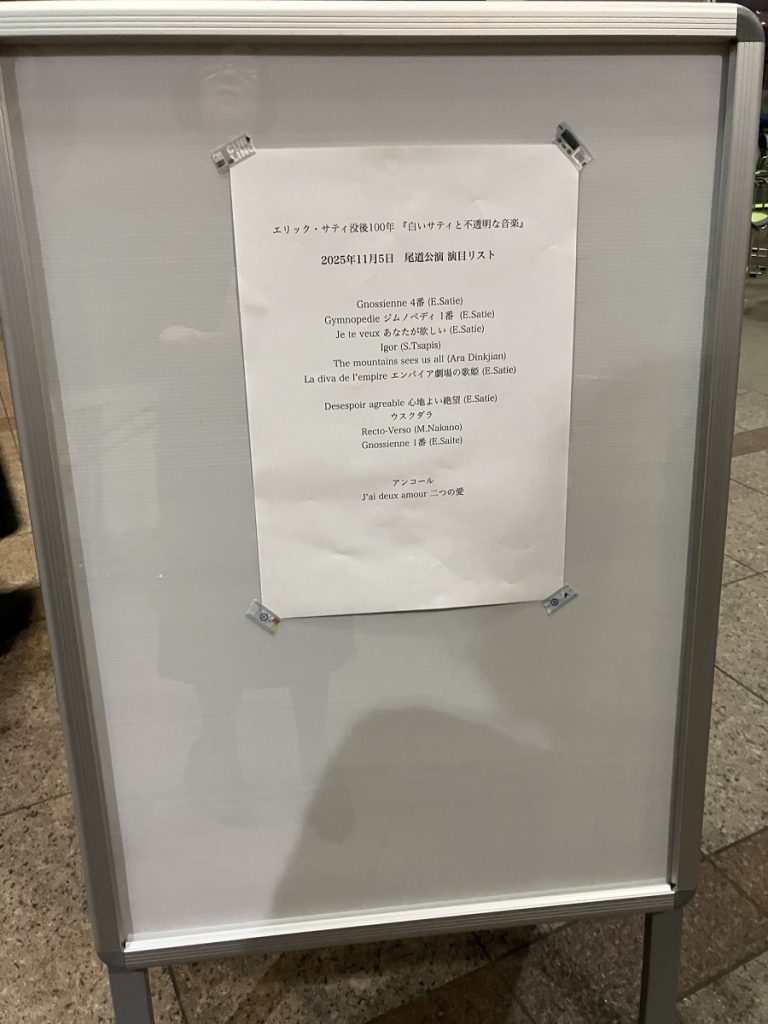 エリック・サティ没後100年 『白いサティと不透明な音楽』
2025年11月5日 尾道公演 演目リスト
Gnossienne 4番 (E.Satie)
Gymnopedie ジムノペディ 1番 (E.Satie)
Je te veux あなたが欲しい (E.Satie)
Igor (S.Tsapis)
The mountains sees us all (Ara Dinkjian)
La diva de l'empire エンパイア劇場の歌姫 (E.Satie)
Desespoir agreable 心地よい絶望 (E.Satie)
ウスクダラ
Recto-Verso (M.Nakano)
Gnossienne 1番 (E.Saite)
アンコール
J'ai deux amour 二つの愛